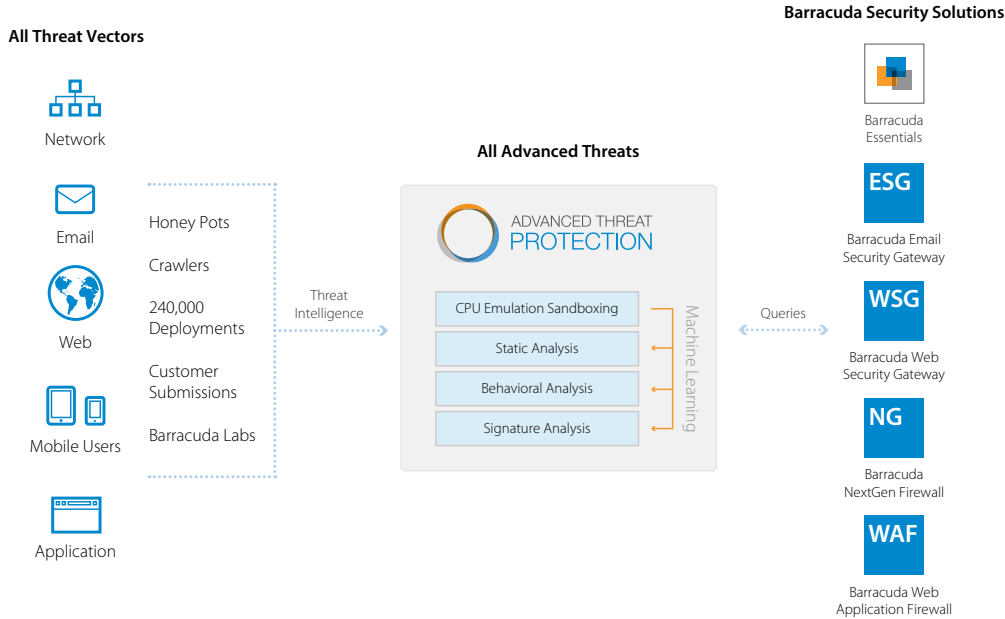 All Threat Vectors
Network
Email
Web
Mobile Users
Application
Honey Pots
Crawlers
240,000
Deployments
Customer
Submissions
Barracuda Labs
Threat
Intelligence
All Advanced Threats
ADVANCED THREAT
PROTECTION
CPU Emulation Sandboxing
Static Analysis
Behavioral Analysis
Signature Analysis
Machine Learning
Queries
Barracuda Security Solutions
Barracuda
Essentials
ESG
Barracuda Email
Security Gateway
WSG
Barracuda Web
Security Gateway
NG
Barracuda
NextGen Firewall
WAF
Barracuda Web
Application Firewall